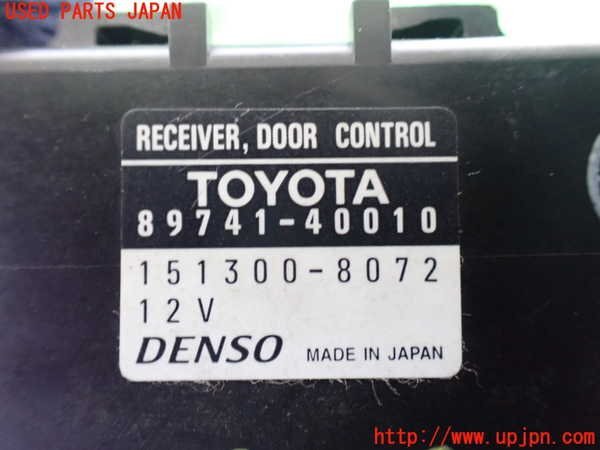 USED PARTS JAPAN
RECEIVER, DOOR CONTROL
TOYOTA
89741-40010
151300-8072
12V
DENSO MADE IN JAPAN
http://www.upjpn.com/